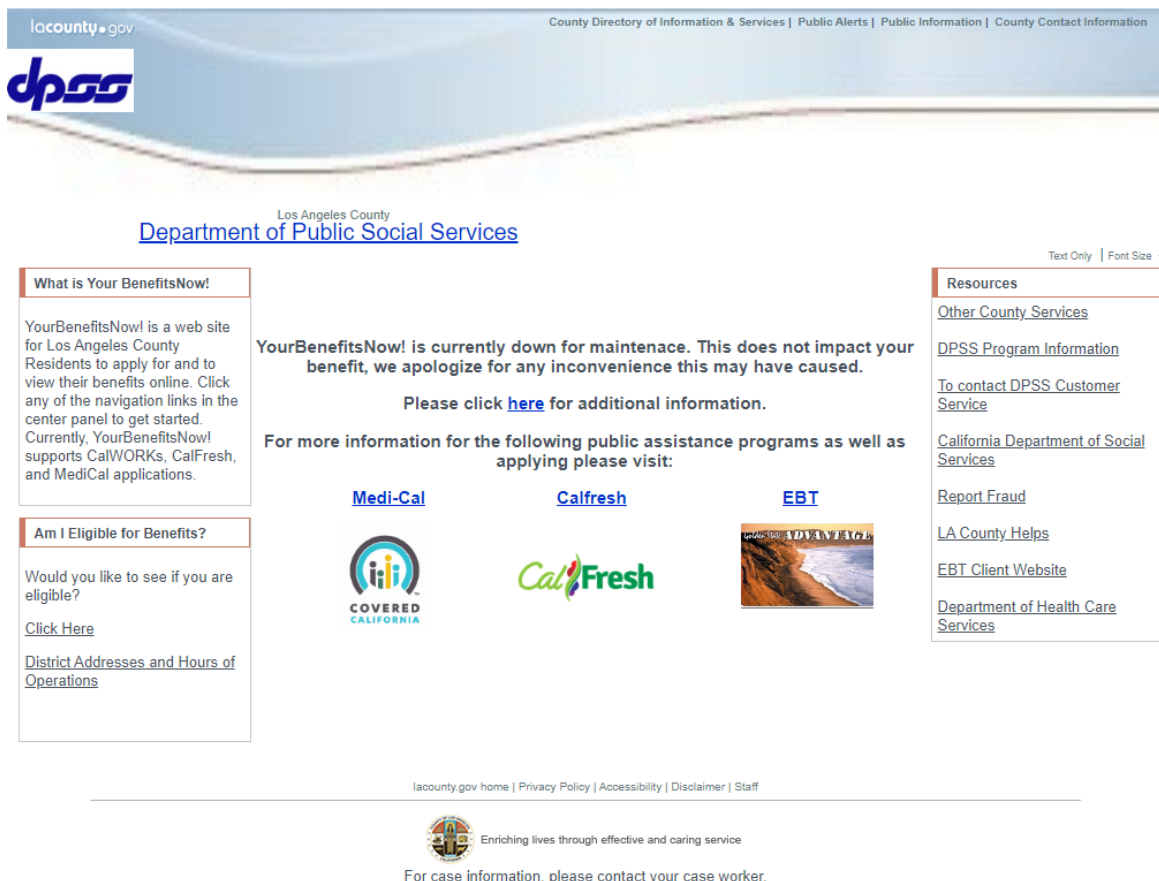 lacounty.gov
County Directory of Information & Services | Public Alerts | Public Information | County Contact Information
dpss
Los Angeles County
Department of Public Social Services
Text Only | Font Size
What is Your BenefitsNow!
YourBenefitsNow! is a web site
for Los Angeles County
Residents to apply for and to
view their benefits online. Click
any of the navigation links in the
center panel to get started.
Currently, YourBenefitsNow!
supports CalWORKs, CalFresh,
and MediCal applications.
Am I Eligible for Benefits?
Would you like to see if you are
eligible?
Click Here
District Addresses and Hours of
Operations
YourBenefitsNow! is currently down for maintenace. This does not impact your
benefit, we apologize for any inconvenience this may have caused.
Please click here for additional information.
For more information for the following public assistance programs as well as
applying please visit:
Medi-Cal
Calfresh
EBT
COVERED
CALIFORNIA
CalFresh
Golden State ADVANTAGE
Resources
Other County Services
DPSS Program Information
To contact DPSS Customer
Service
California Department of Social
Services
Report Fraud
LA County Helps
EBT Client Website
Department of Health Care
Services
lacounty.gov home | Privacy Policy | Accessibility | Disclaimer | Staff
Enriching lives through effective and caring service
For case information, please contact your case worker.